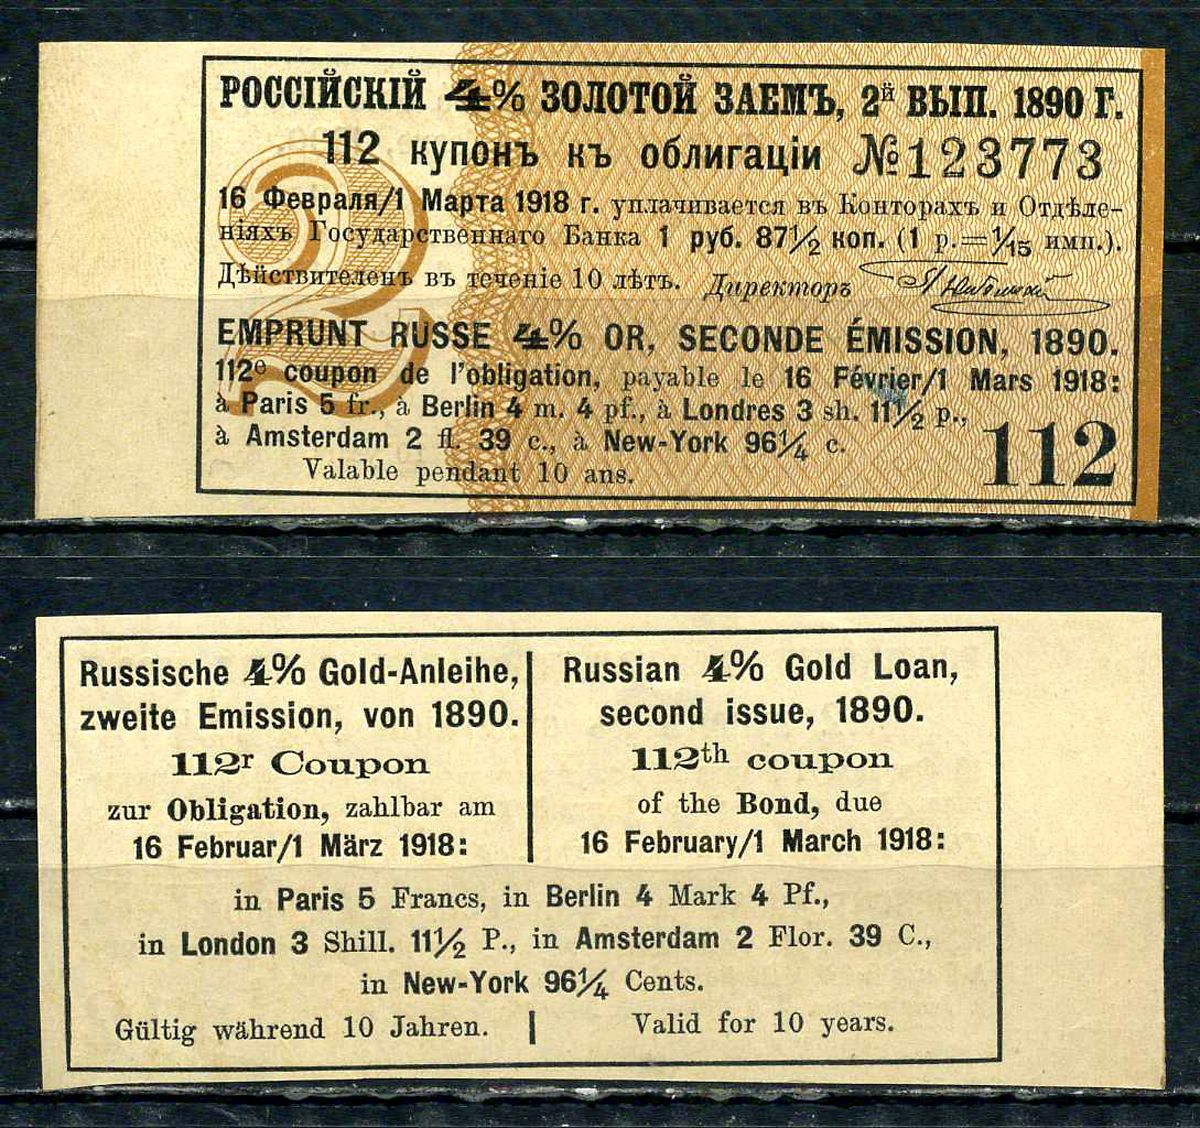 РОССІЙСКІЙ 4% ЗОЛОТОЙ ЗАЕМЪ, 2й ВЫП. 1890 Г.
112 купонъ къ облигаціи №123773
16 Февраля/1 Марта 1918 г. уплачивается въ Конторахъ и Отдѣле-
ніяхъ Государственнаго Банка 1 руб. 87½ коп. (1 р.=1/15 имп.).
Дѣйствителенъ въ теченіе 10 лѣтъ. Директоръ
2
EMPRUNT RUSSE 4% OR, SECONDE ÉMISSION, 1890.
112e coupon de l'obligation, payable le 16 Février/1 Mars 1918:
à Paris 5 fr., à Berlin 4 m. 4 pf., à Londres 3 sh. 11½ p.,
à Amsterdam 2 fl. 39 c., à New-York 96¼ c.
Valable pendant 10 ans.
112
Russische 4% Gold-Anleihe,
zweite Emission, von 1890.
112r Coupon
zur Obligation, zahlbar am
16 Februar/1 März 1918:
Russian 4% Gold Loan,
second issue, 1890.
112th coupon
of the Bond, due
16 February/1 March 1918:
in Paris 5 Francs, in Berlin 4 Mark 4 Pf.,
in London 3 Shill. 11½ P., in Amsterdam 2 Flor. 39 C.,
in New-York 96¼ Cents.
Gültig während 10 Jahren.
Valid for 10 years.